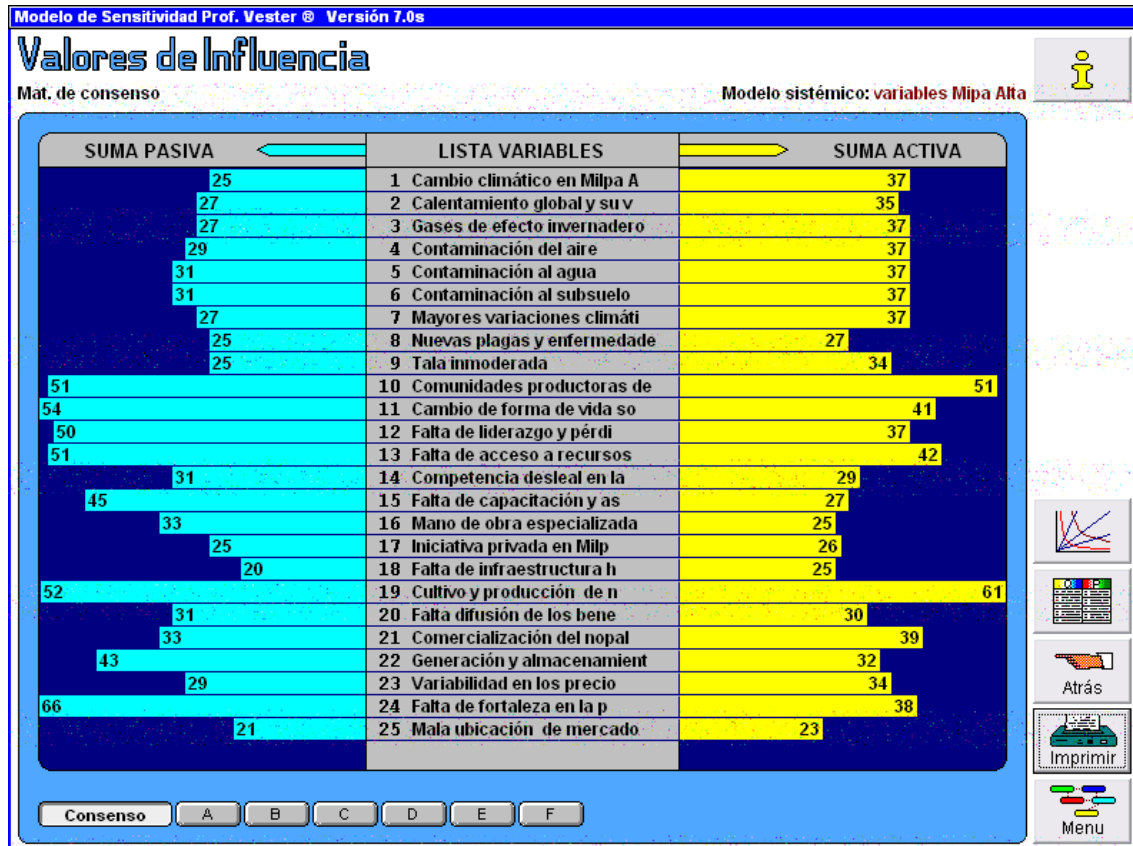 Modelo de Sensitividad Prof. Vester ® Versión 7.0s
Valores de Influencia
Mat. de consenso Modelo sistémico: variables Mipa Alta
SUMA PASIVA LISTA VARIABLES SUMA ACTIVA
25 1 Cambio climático en Milpa A 37
27 2 Calentamiento global y su v 35
27 3 Gases de efecto invernadero 37
29 4 Contaminación del aire 37
31 5 Contaminación al agua 37
31 6 Contaminación al subsuelo 37
27 7 Mayores variaciones climáti 37
25 8 Nuevas plagas y enfermedade 27
25 9 Tala inmoderada 34
51 10 Comunidades productoras de 51
54 11 Cambio de forma de vida so 41
50 12 Falta de liderazgo y pérdi 37
51 13 Falta de acceso a recursos 42
31 14 Competencia desleal en la 29
45 15 Falta de capacitación y as 27
33 16 Mano de obra especializada 25
25 17 Iniciativa privada en Milp 26
20 18 Falta de infraestructura h 25
52 19 Cultivo y producción de n 61
31 20 Falta difusión de los bene 30
33 21 Comercialización del nopal 39
43 22 Generación y almacenamient 32
29 23 Variabilidad en los precio 34
66 24 Falta de fortaleza en la p 38
21 25 Mala ubicación de mercado 23
Consenso A B C D E F
Atrás
Imprimir
Menu